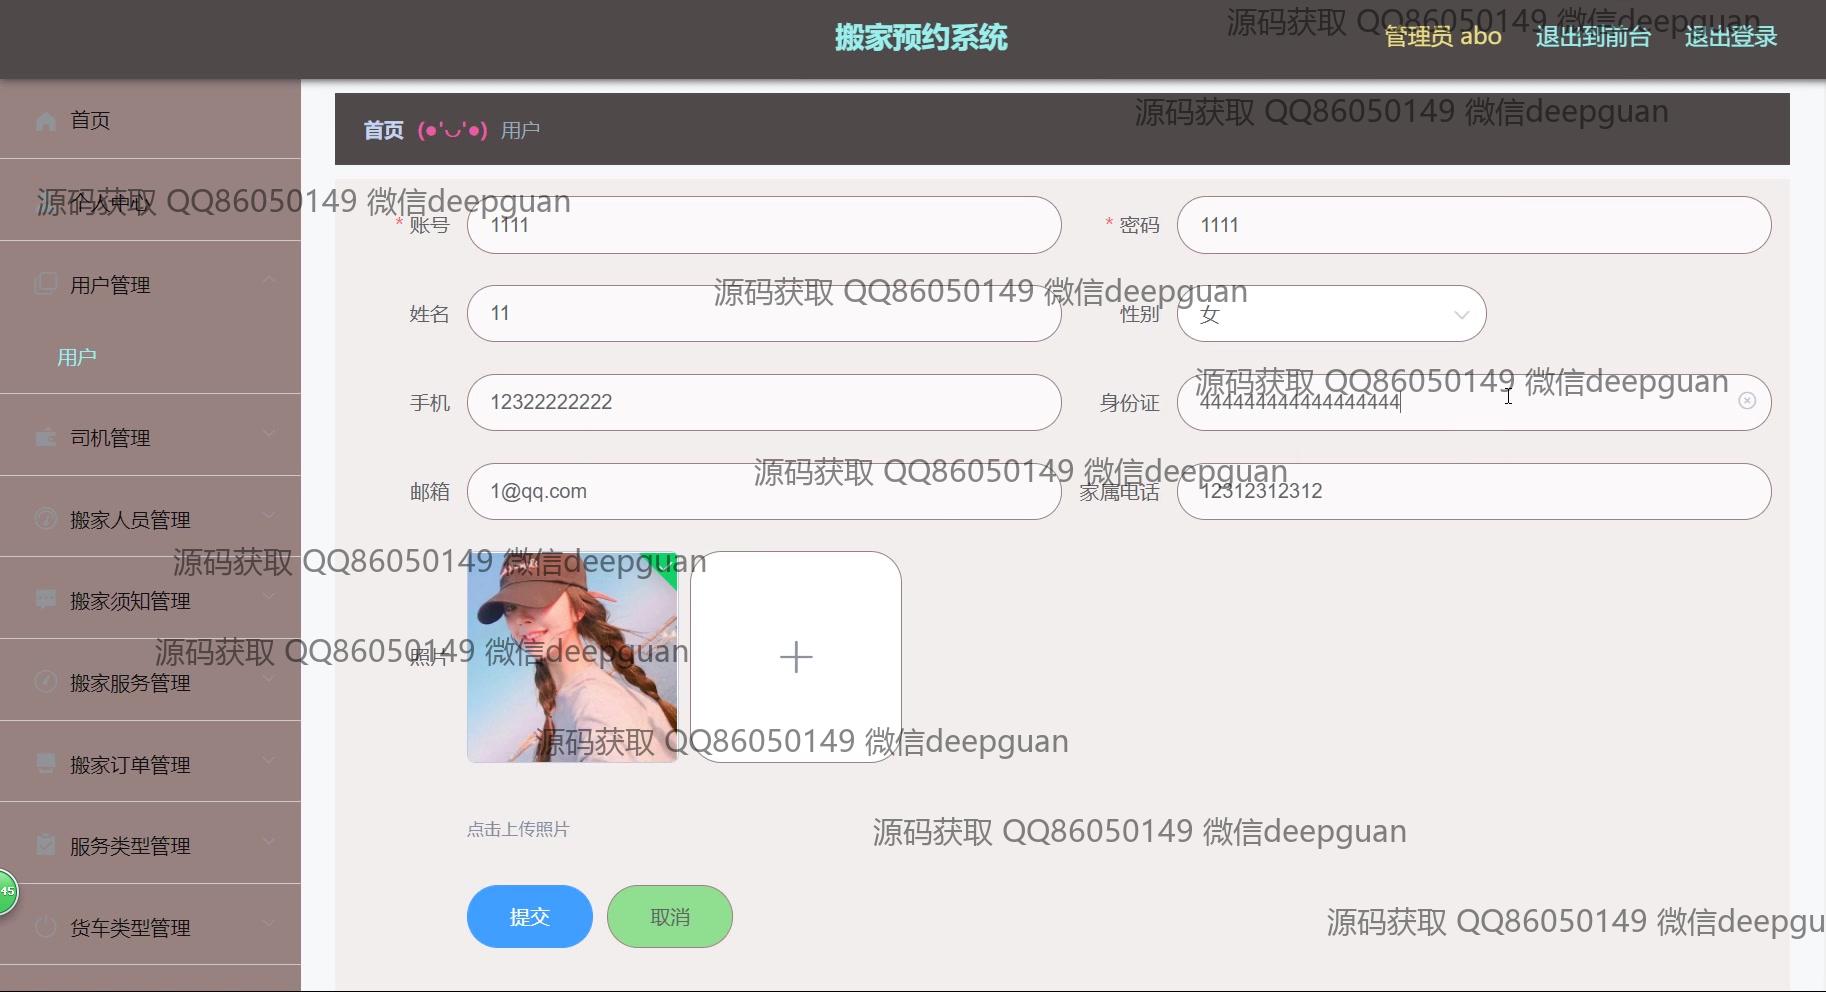 搬家预约系统
管理员 abo 退出到前台 退出登录
源码获取 QQ86050149 微信deepguan
首页
首页 (●'◡'●) 用户
源码获取 QQ86050149 微信deepguan
个人中心
源码获取 QQ86050149 微信deepguan
* 账号 1111
* 密码 1111
用户管理
源码获取 QQ86050149 微信deepguan
姓名 11
性别 女
用户
源码获取 QQ86050149 微信deepguan
手机 12322222222
身份证 444444444444444444
司机管理
源码获取 QQ86050149 微信deepguan
邮箱 1@qq.com
家属电话 12312312312
搬家人员管理
源码获取 QQ86050149 微信deepguan
搬家须知管理
源码获取 QQ86050149 微信deepguan
照片
搬家服务管理
源码获取 QQ86050149 微信deepguan
搬家订单管理
点击上传照片
源码获取 QQ86050149 微信deepguan
服务类型管理
45
提交 取消
源码获取 QQ86050149 微信deepgu
货车类型管理